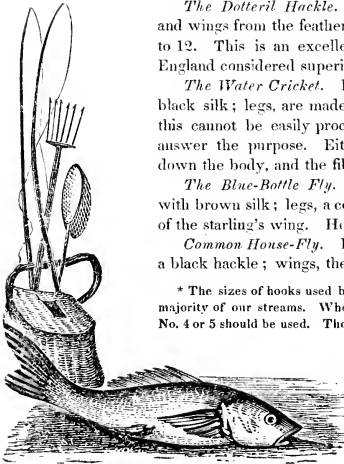 The Dotteril Hackle.
and wings from the feather
to 12. This is an excelle
England considered superi
The Water Cricket.
black silk; legs, are made
this cannot be easily proc
answer the purpose. Eit
down the body, and the fib
The Blue-Bottle Fly.
with brown silk; legs, a co
of the starling's wing. Ho
Common House-Fly.
a black hackle; wings, the
* The sizes of hooks used b
majority of our streams. Whe
No. 4 or 5 should be used. Tho